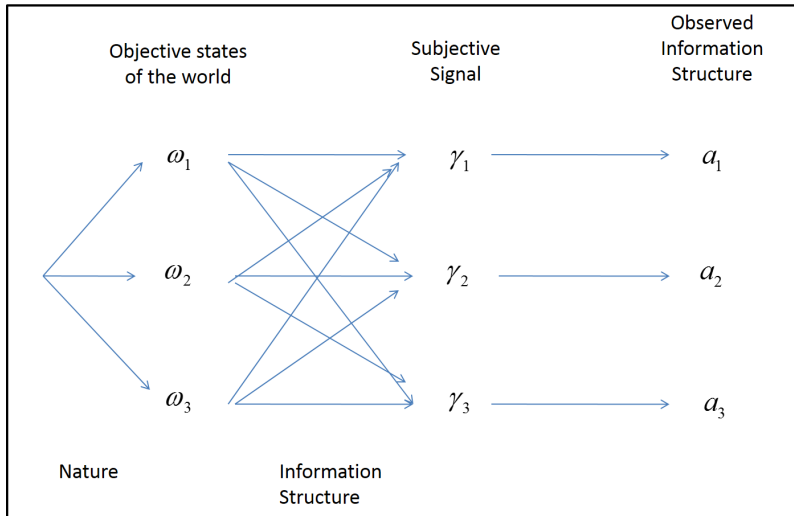 Objective states
of the world
Subjective
Signal
Observed
Information
Structure
ω₁
γ₁
a₁
ω₂
γ₂
a₂
ω₃
γ₃
a₃
Nature
Information
Structure